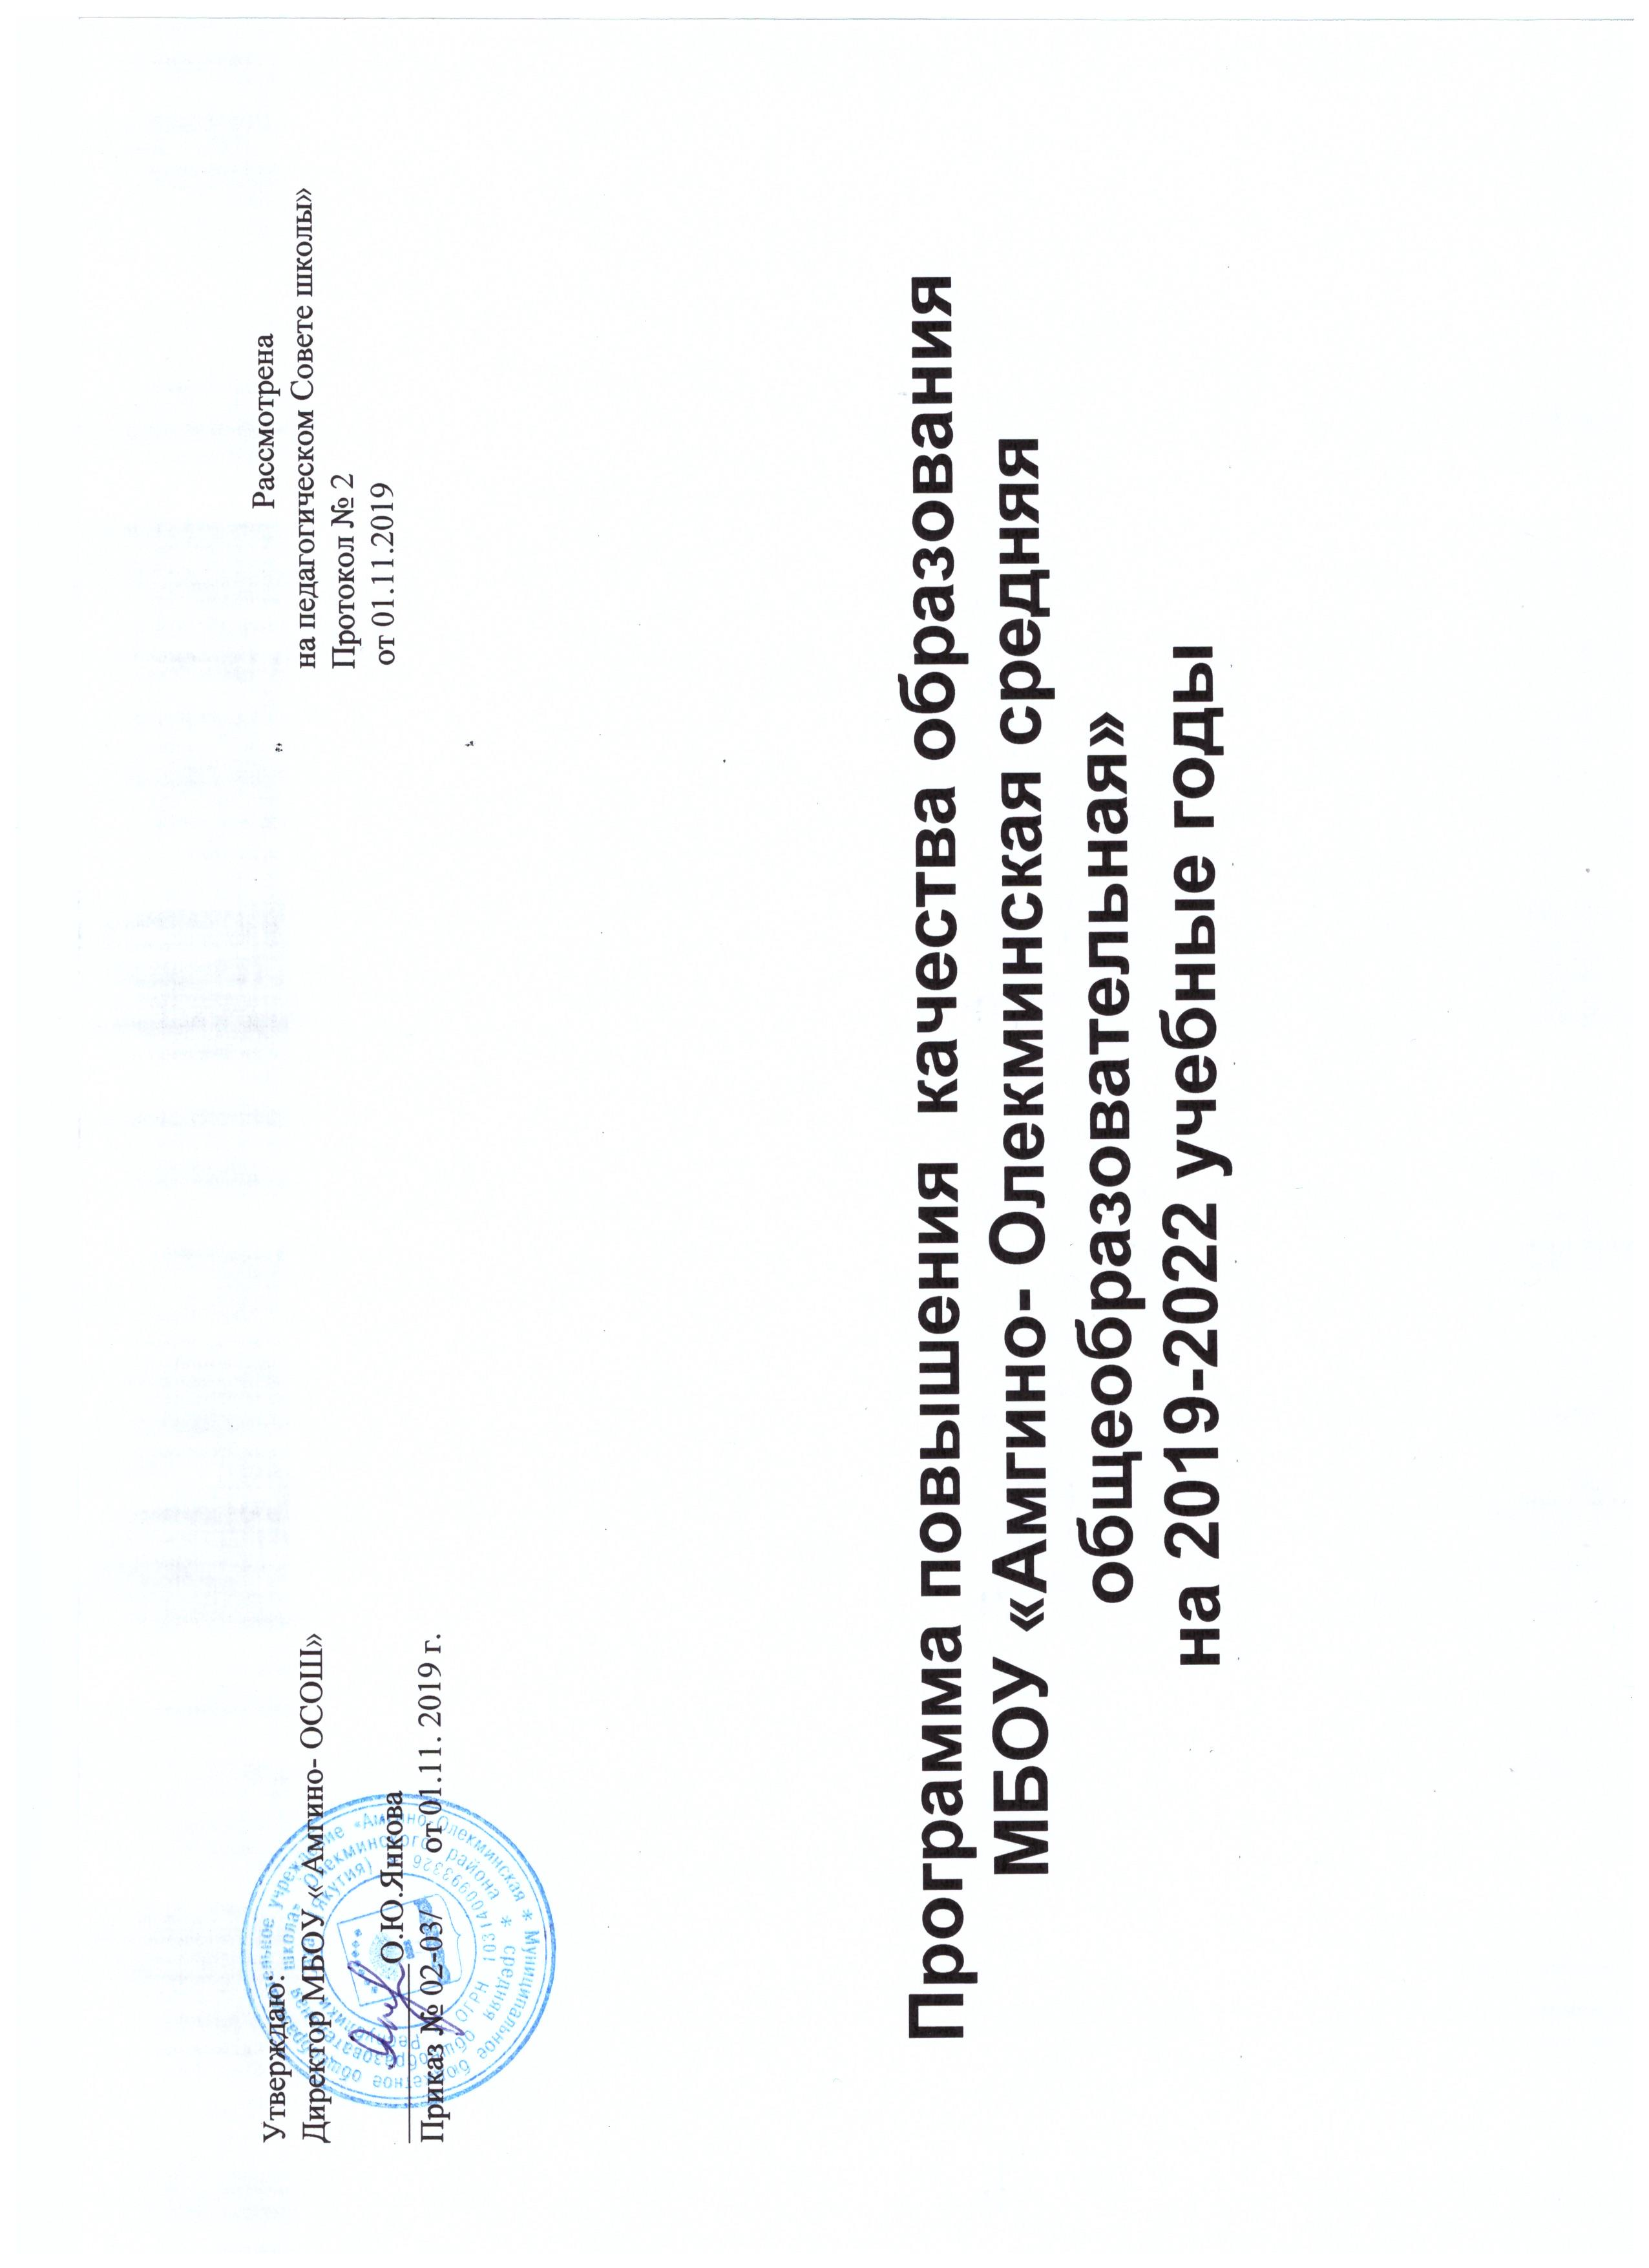 Утверждаю:
Директор МБОУ « Амгино- ОСОШ»
О.Ю.Янкова
Приказ № 02-03/ от 01.11. 2019 г.
Рассмотрена
на педагогическом Совете школы»
Протокол № 2
от 01.11.2019
Программа повышения качества образования
МБОУ «Амгино- Олекминская средняя
общеобразовательная»
на 2019-2022 учебные годы